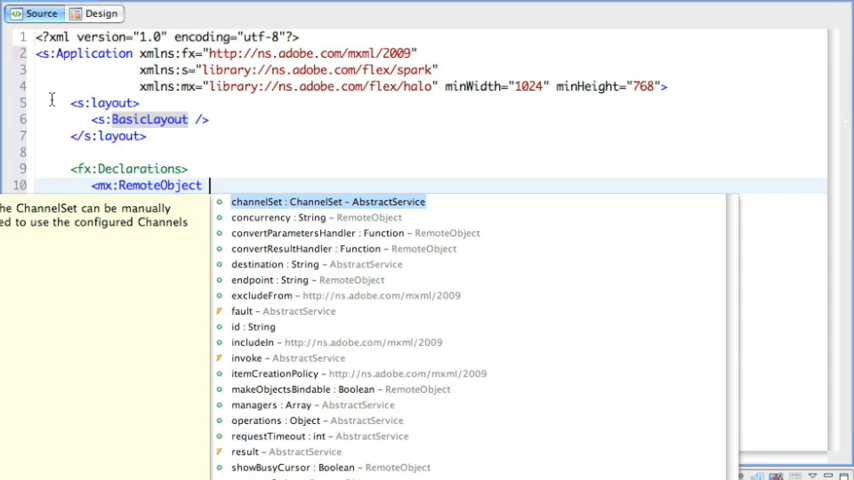 Source Design
1 <?xml version="1.0" encoding="utf-8"?>
2 <s:Application xmlns:fx="http://ns.adobe.com/mxml/2009"
3 xmlns:s="library://ns.adobe.com/flex/spark"
4 xmlns:mx="library://ns.adobe.com/flex/halo" minWidth="1024" minHeight="768">
5 <s:layout>
6 <s:BasicLayout />
7 </s:layout>
8
9 <fx:Declarations>
10 <mx:RemoteObject
he ChannelSet can be manually
ed to use the configured Channels
channelSet : ChannelSet – AbstractService
concurrency : String – RemoteObject
convertParametersHandler : Function – RemoteObject
convertResultHandler : Function – RemoteObject
destination : String – AbstractService
endpoint : String – RemoteObject
excludeFrom – http://ns.adobe.com/mxml/2009
fault – AbstractService
id : String
includeIn – http://ns.adobe.com/mxml/2009
invoke – AbstractService
itemCreationPolicy – http://ns.adobe.com/mxml/2009
makeObjectsBindable : Boolean – RemoteObject
managers : Array – AbstractService
operations : Object – AbstractService
requestTimeout : int – AbstractService
result – AbstractService
showBusyCursor : Boolean – RemoteObject